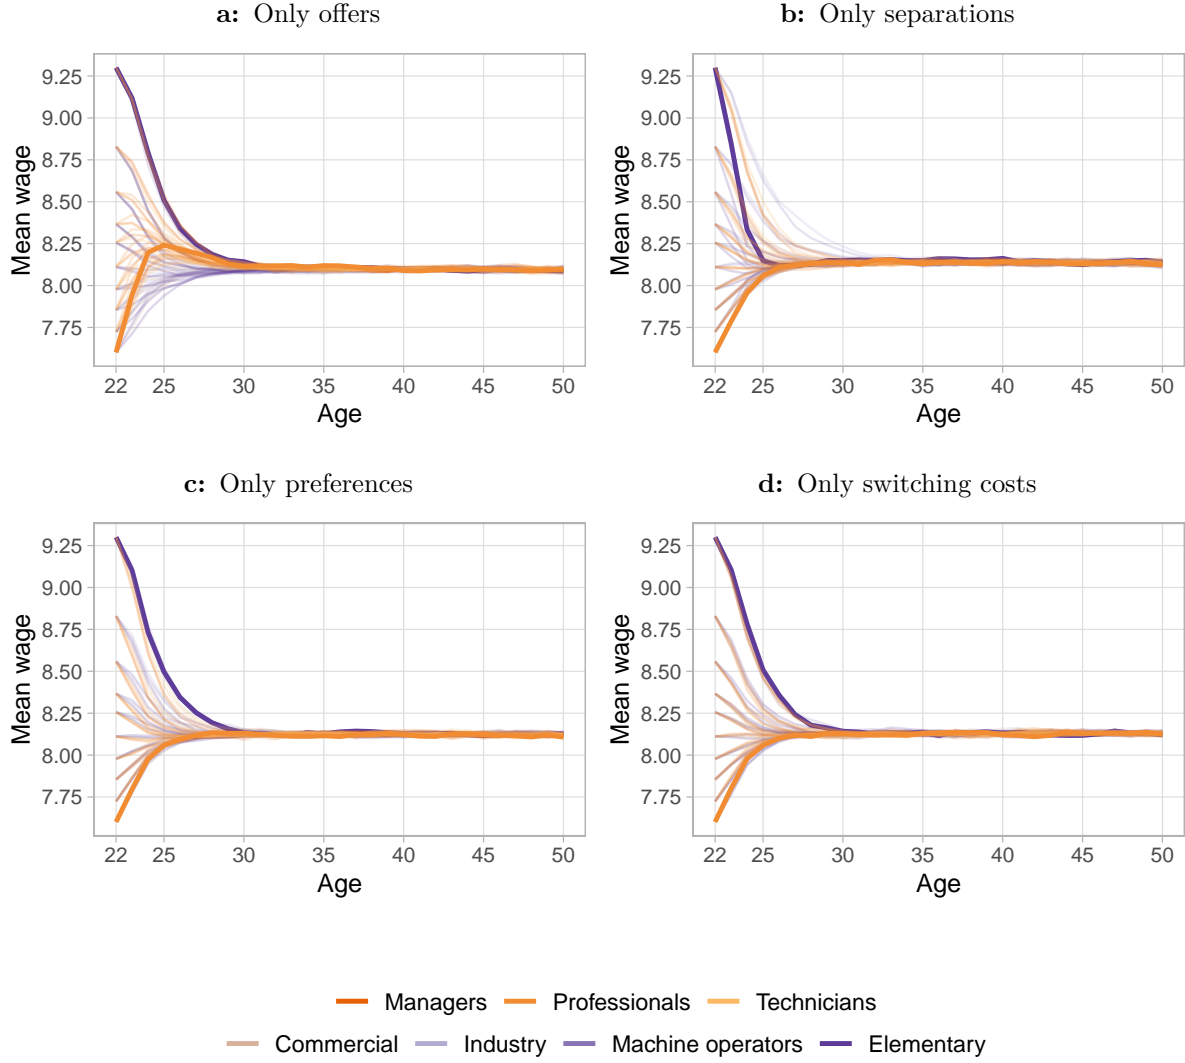 a: Only offers
b: Only separations
9.25
9.00
8.75
8.50
8.25
8.00
7.75
Mean wage
22 25 30 35 40 45 50
Age
9.25
9.00
8.75
8.50
8.25
8.00
7.75
Mean wage
22 25 30 35 40 45 50
Age
c: Only preferences
d: Only switching costs
9.25
9.00
8.75
8.50
8.25
8.00
7.75
Mean wage
22 25 30 35 40 45 50
Age
9.25
9.00
8.75
8.50
8.25
8.00
7.75
Mean wage
22 25 30 35 40 45 50
Age
Managers Professionals Technicians
Commercial Industry Machine operators Elementary